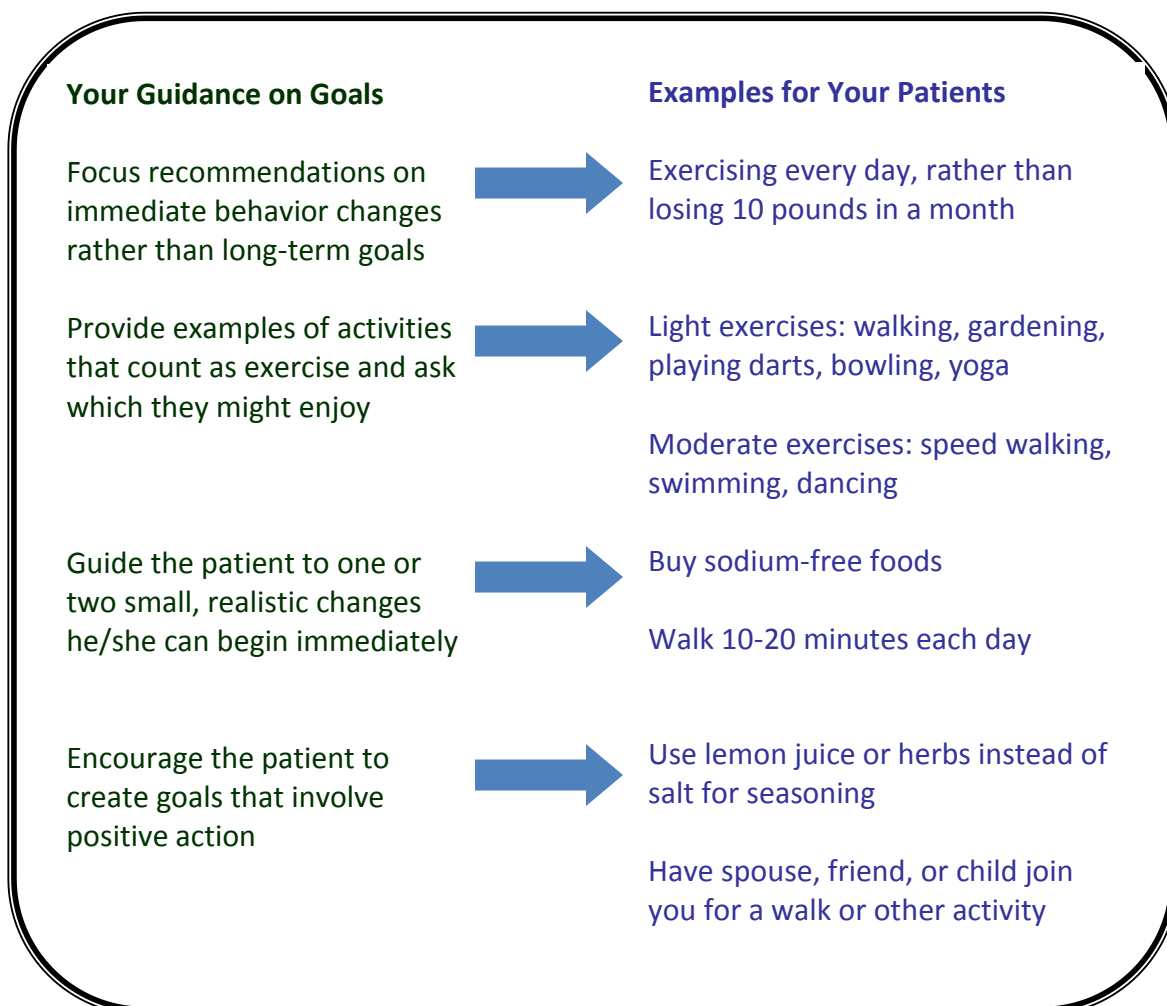 Your Guidance on Goals
Examples for Your Patients
Focus recommendations on
immediate behavior changes
rather than long-term goals
Exercising every day, rather than
losing 10 pounds in a month
Provide examples of activities
that count as exercise and ask
which they might enjoy
Light exercises: walking, gardening,
playing darts, bowling, yoga
Moderate exercises: speed walking,
swimming, dancing
Guide the patient to one or
two small, realistic changes
he/she can begin immediately
Buy sodium-free foods
Walk 10-20 minutes each day
Encourage the patient to
create goals that involve
positive action
Use lemon juice or herbs instead of
salt for seasoning
Have spouse, friend, or child join
you for a walk or other activity